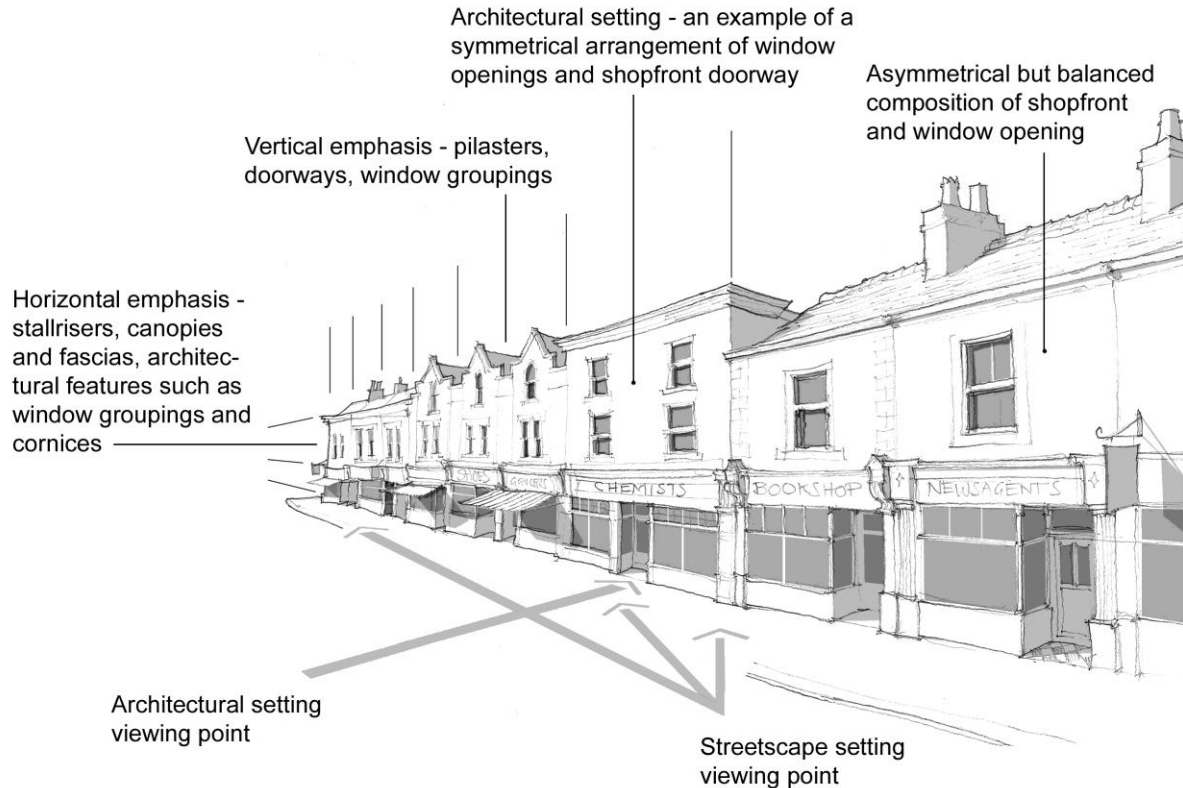 Architectural setting - an example of a
symmetrical arrangement of window
openings and shopfront doorway
Asymmetrical but balanced
composition of shopfront
and window opening
Vertical emphasis - pilasters,
doorways, window groupings
Horizontal emphasis -
stallrisers, canopies
and fascias, architec-
tural features such as
window groupings and
cornices
CHEMISTS
BOOKSHOP
NEWSAGENTS
Architectural setting
viewing point
Streetscape setting
viewing point